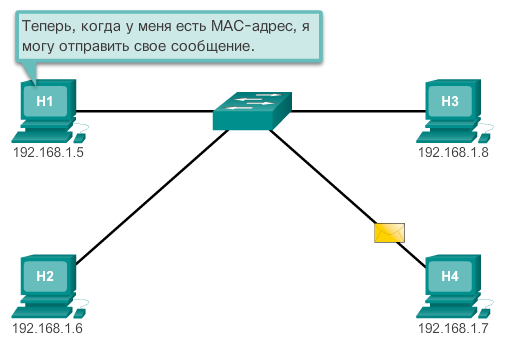 Теперь, когда у меня есть MAC-адрес, я
могу отправить свое сообщение.
H1
H3
192.168.1.5
192.168.1.8
H2
H4
192.168.1.6
192.168.1.7